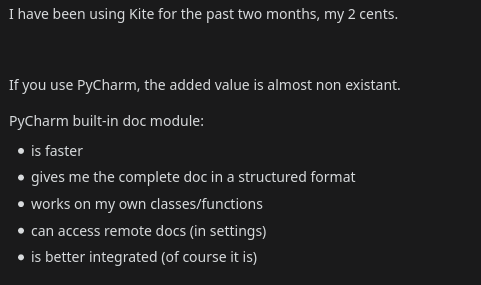 I have been using Kite for the past two months, my 2 cents.
If you use PyCharm, the added value is almost non existant.
PyCharm built-in doc module:
• is faster
• gives me the complete doc in a structured format
• works on my own classes/functions
• can access remote docs (in settings)
• is better integrated (of course it is)